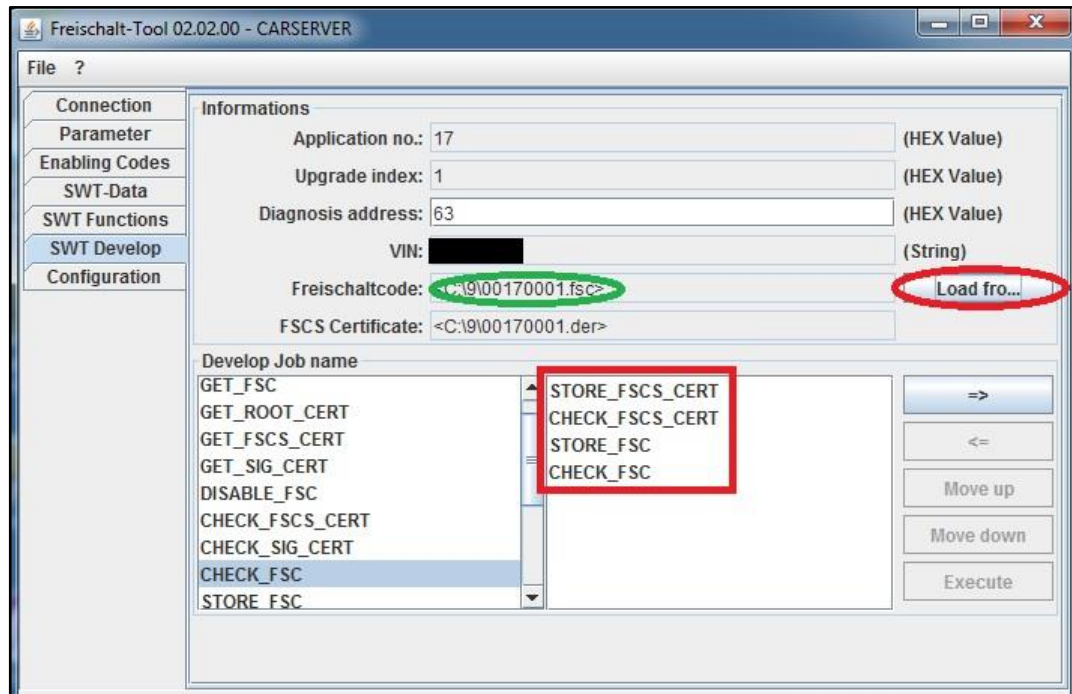 Freischalt-Tool 02.02.00 - CARSERVER
File ?
Connection
Parameter
Enabling Codes
SWT-Data
SWT Functions
SWT Develop
Configuration
Informations
Application no.: 17 (HEX Value)
Upgrade index: 1 (HEX Value)
Diagnosis address: 63 (HEX Value)
VIN: (String)
Freischaltcode: <C:\9\00170001.fsc> Load fro...
FSCS Certificate: <C:\9\00170001.der>
Develop Job name
GET_FSC
GET_ROOT_CERT
GET_FSCS_CERT
GET_SIG_CERT
DISABLE_FSC
CHECK_FSCS_CERT
CHECK_SIG_CERT
CHECK_FSC
STORE_FSC
STORE_FSCS_CERT
CHECK_FSCS_CERT
STORE_FSC
CHECK_FSC
=>
<=
Move up
Move down
Execute